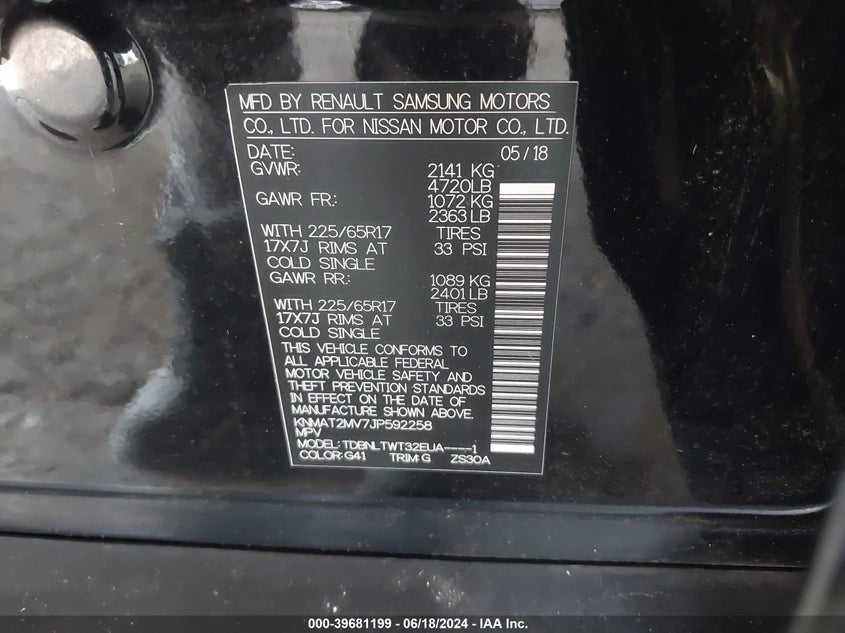 MFD BY RENAULT SAMSUNG MOTORS
CO., LTD. FOR NISSAN MOTOR CO., LTD.
DATE: 05/18
GVWR: 2141 KG
4720LB
GAWR FR: 1072 KG
2363 LB
WITH 225/65R17 TIRES
17X7J RIMS AT 33 PSI
COLD SINGLE
GAWR RR: 1089 KG
2401 LB
WITH 225/65R17 TIRES
17X7J RIMS AT 33 PSI
COLD SINGLE
THIS VEHICLE CONFORMS TO
ALL APPLICABLE FEDERAL
MOTOR VEHICLE SAFETY AND
THEFT PREVENTION STANDARDS
IN EFFECT ON THE DATE OF
MANUFACTURE SHOWN ABOVE.
KNMAT2MV7JP592258
MPV
MODEL: TDBNLTWT32EUA----1
COLOR: G41 TRIM: G ZS30A
000-39681199 - 06/18/2024 - IAA Inc.